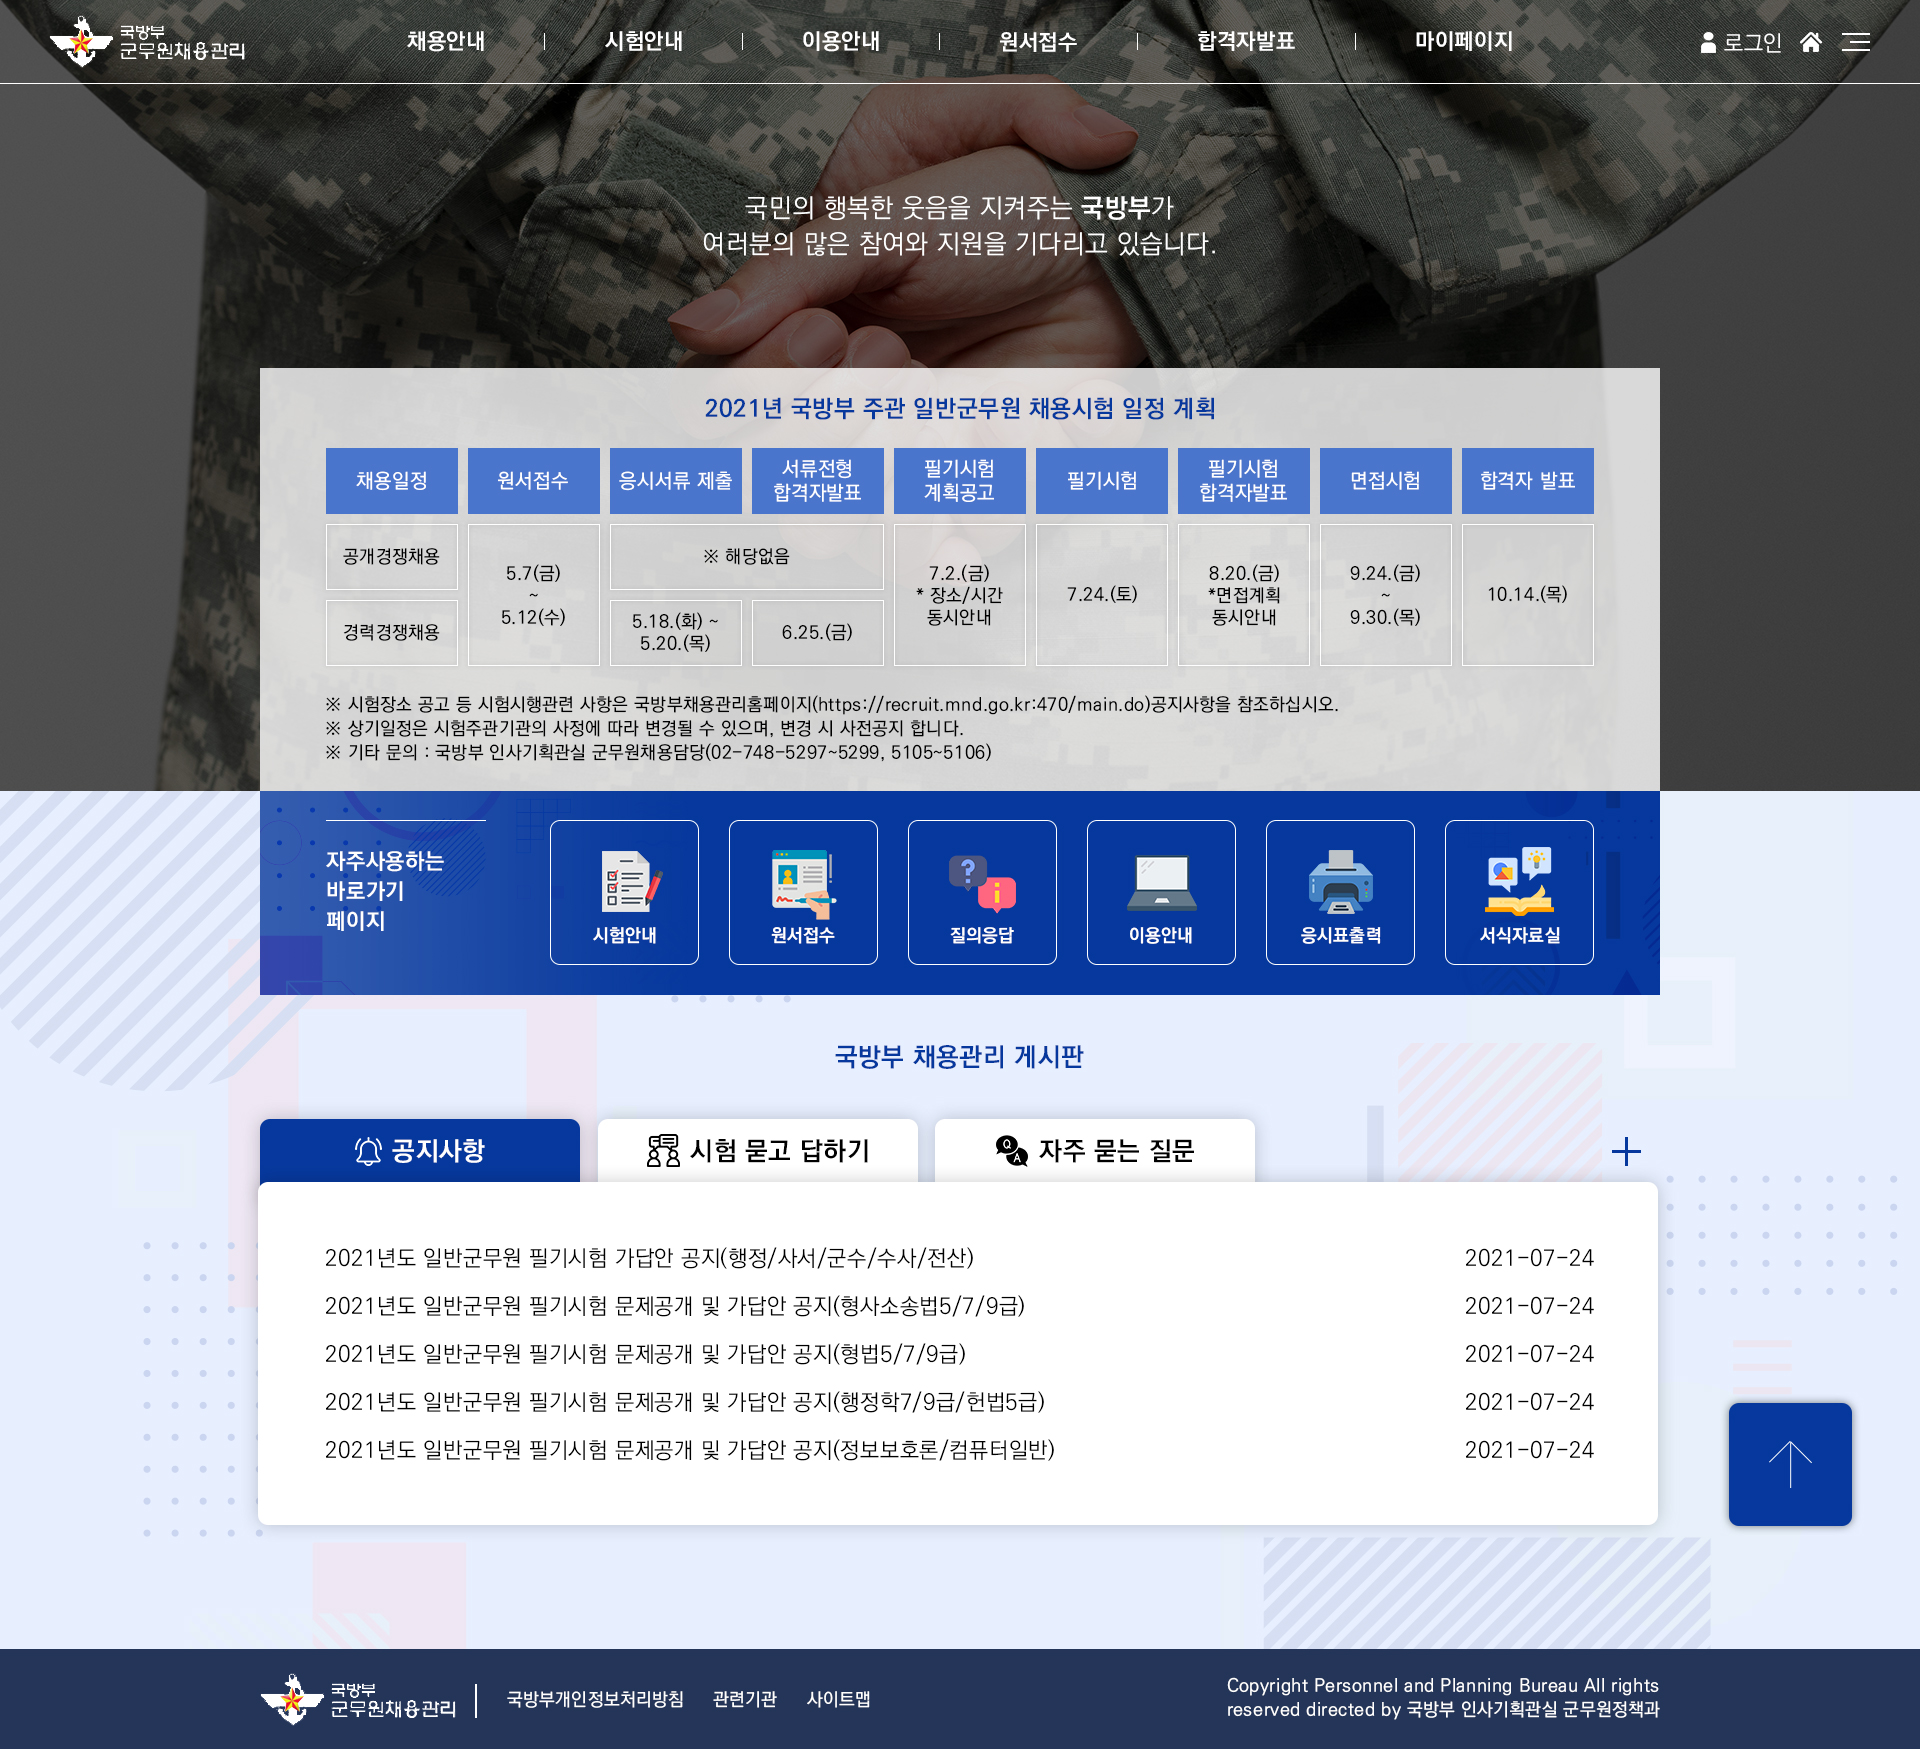 국방부
군무원채용관리
채용안내
시험안내
이용안내
원서접수
합격자발표
마이페이지
로그인
국민의 행복한 웃음을 지켜주는 국방부가
여러분의 많은 참여와 지원을 기다리고 있습니다.
2021년 국방부 주관 일반군무원 채용시험 일정 계획
채용일정
원서접수
응시서류 제출
서류전형
합격자발표
필기시험
계획공고
필기시험
필기시험
합격자발표
면접시험
합격자 발표
공개경쟁채용
경력경쟁채용
5.7(금)
~
5.12(수)
※ 해당없음
5.18.(화) ~
5.20.(목)
6.25.(금)
7.2.(금)
* 장소/시간
동시안내
7.24.(토)
8.20.(금)
*면접계획
동시안내
9.24.(금)
~
9.30.(목)
10.14.(목)
※ 시험장소 공고 등 시험시행관련 사항은 국방부채용관리홈페이지(https://recruit.mnd.go.kr:470/main.do)공지사항을 참조하십시오.
※ 상기일정은 시험주관기관의 사정에 따라 변경될 수 있으며, 변경 시 사전공지 합니다.
※ 기타 문의 : 국방부 인사기획관실 군무원채용담당(02-748-5297~5299, 5105~5106)
자주사용하는
바로가기
페이지
시험안내
원서접수
질의응답
이용안내
응시표출력
서식자료실
국방부 채용관리 게시판
공지사항
시험 묻고 답하기
Q
A
자주 묻는 질문
2021년도 일반군무원 필기시험 가답안 공지(행정/사서/군수/수사/전산) 2021-07-24
2021년도 일반군무원 필기시험 문제공개 및 가답안 공지(형사소송법5/7/9급) 2021-07-24
2021년도 일반군무원 필기시험 문제공개 및 가답안 공지(형법5/7/9급) 2021-07-24
2021년도 일반군무원 필기시험 문제공개 및 가답안 공지(행정학7/9급/헌법5급) 2021-07-24
2021년도 일반군무원 필기시험 문제공개 및 가답안 공지(정보보호론/컴퓨터일반) 2021-07-24
국방부
군무원채용관리
국방부개인정보처리방침
관련기관
사이트맵
Copyright Personnel and Planning Bureau All rights
reserved directed by 국방부 인사기획관실 군무원정책과